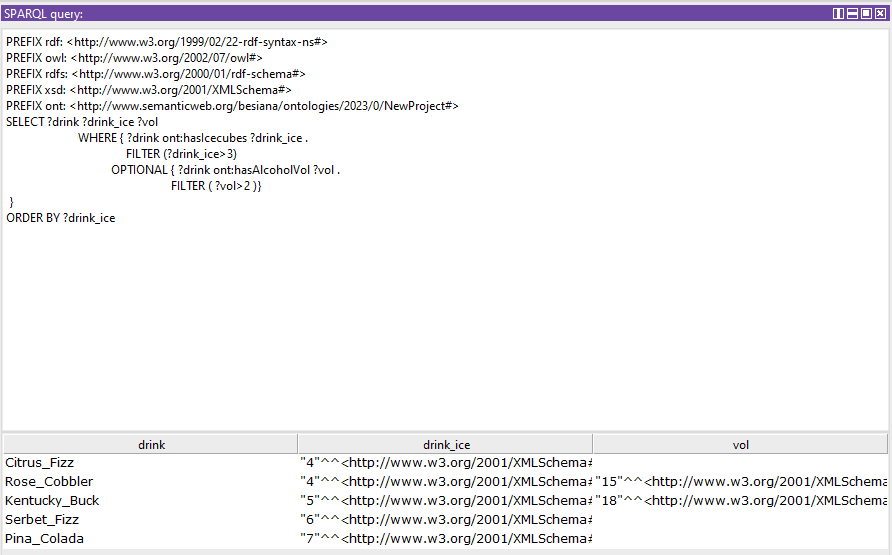 SPARQL query:
PREFIX rdf: <http://www.w3.org/1999/02/22-rdf-syntax-ns#>
PREFIX owl: <http://www.w3.org/2002/07/owl#>
PREFIX rdfs: <http://www.w3.org/2000/01/rdf-schema#>
PREFIX xsd: <http://www.w3.org/2001/XMLSchema#>
PREFIX ont: <http://www.semanticweb.org/besiana/ontologies/2023/0/NewProject#>
SELECT ?drink ?drink_ice ?vol
WHERE { ?drink ont:hasIcecubes ?drink_ice .
FILTER (?drink_ice>3)
OPTIONAL { ?drink ont:hasAlcoholVol ?vol .
FILTER ( ?vol>2 )}
}
ORDER BY ?drink_ice
drink drink_ice vol
Citrus_Fizz "4"^^<http://www.w3.org/2001/XMLSchema#
Rose_Cobbler "4"^^<http://www.w3.org/2001/XMLSchema# "15"^^<http://www.w3.org/2001/XMLSchema
Kentucky_Buck "5"^^<http://www.w3.org/2001/XMLSchema# "18"^^<http://www.w3.org/2001/XMLSchema
Serbet_Fizz "6"^^<http://www.w3.org/2001/XMLSchema#
Pina_Colada "7"^^<http://www.w3.org/2001/XMLSchema#